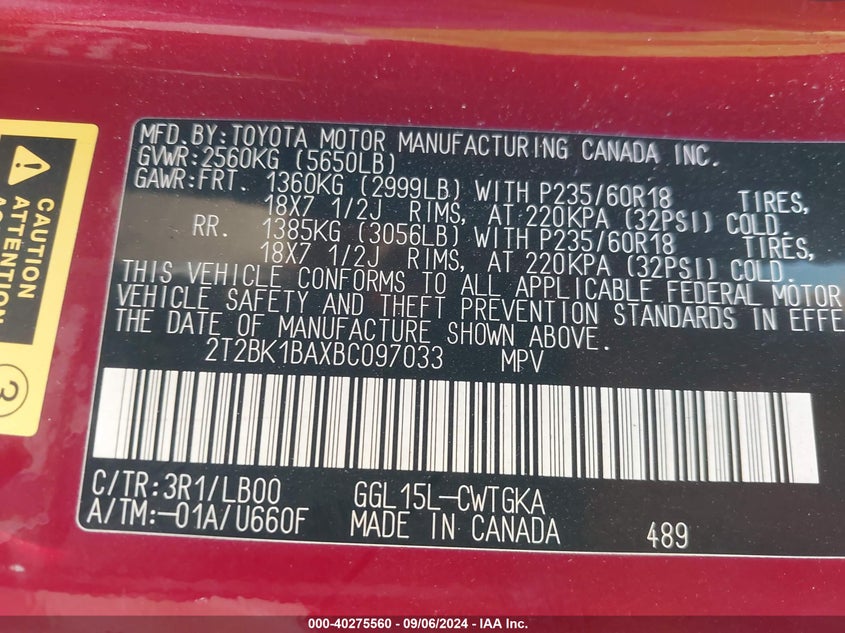 MFD. BY: TOYOTA MOTOR MANUFACTURING CANADA INC.
GVWR: 2560KG (5650LB)
GAWR: FRT. 1360KG (2999LB) WITH P235/60R18 TIRES,
18X7 1/2J RIMS, AT 220KPA (32PSI) COLD.
RR. 1385KG (3056LB) WITH P235/60R18 TIRES,
18X7 1/2J RIMS, AT 220KPA (32PSI) COLD.
THIS VEHICLE CONFORMS TO ALL APPLICABLE FEDERAL MOTOR
VEHICLE SAFETY AND THEFT PREVENTION STANDARDS IN EFFE
THE DATE OF MANUFACTURE SHOWN ABOVE.
2T2BK1BAXBC097033 MPV
C/TR: 3R1/LB00 GGL15L-CWTGKA
A/TM: -01A/U660F MADE IN CANADA 489
CAUTION
ATTENTION
3
000-40275560 - 09/06/2024 - IAA Inc.